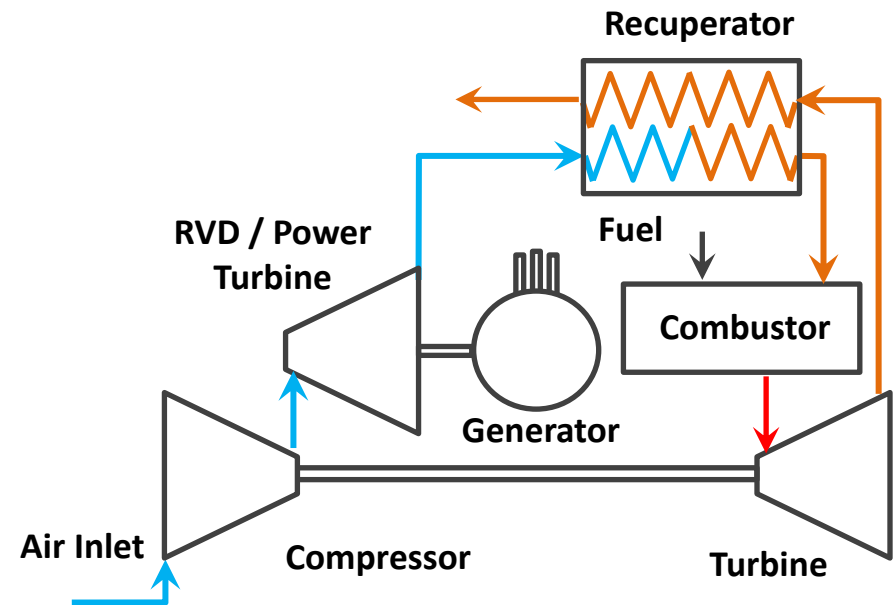 Recuperator
RVD / Power
Turbine
Fuel
Combustor
Generator
Air Inlet
Compressor
Turbine